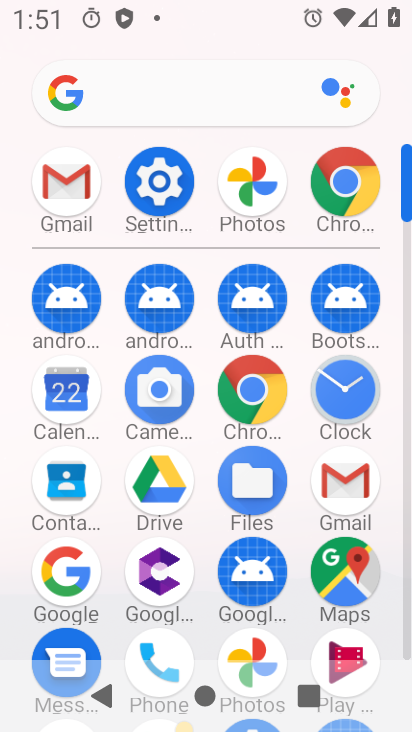 1:51
Gmail Settin... Photos Chro...
andro... andro... Auth ... Boots...
22
Calen... Came... Chro... Clock
Conta... Drive Files Gmail
Google Googl... Googl... Maps
Mess... Phone Photos Play ...